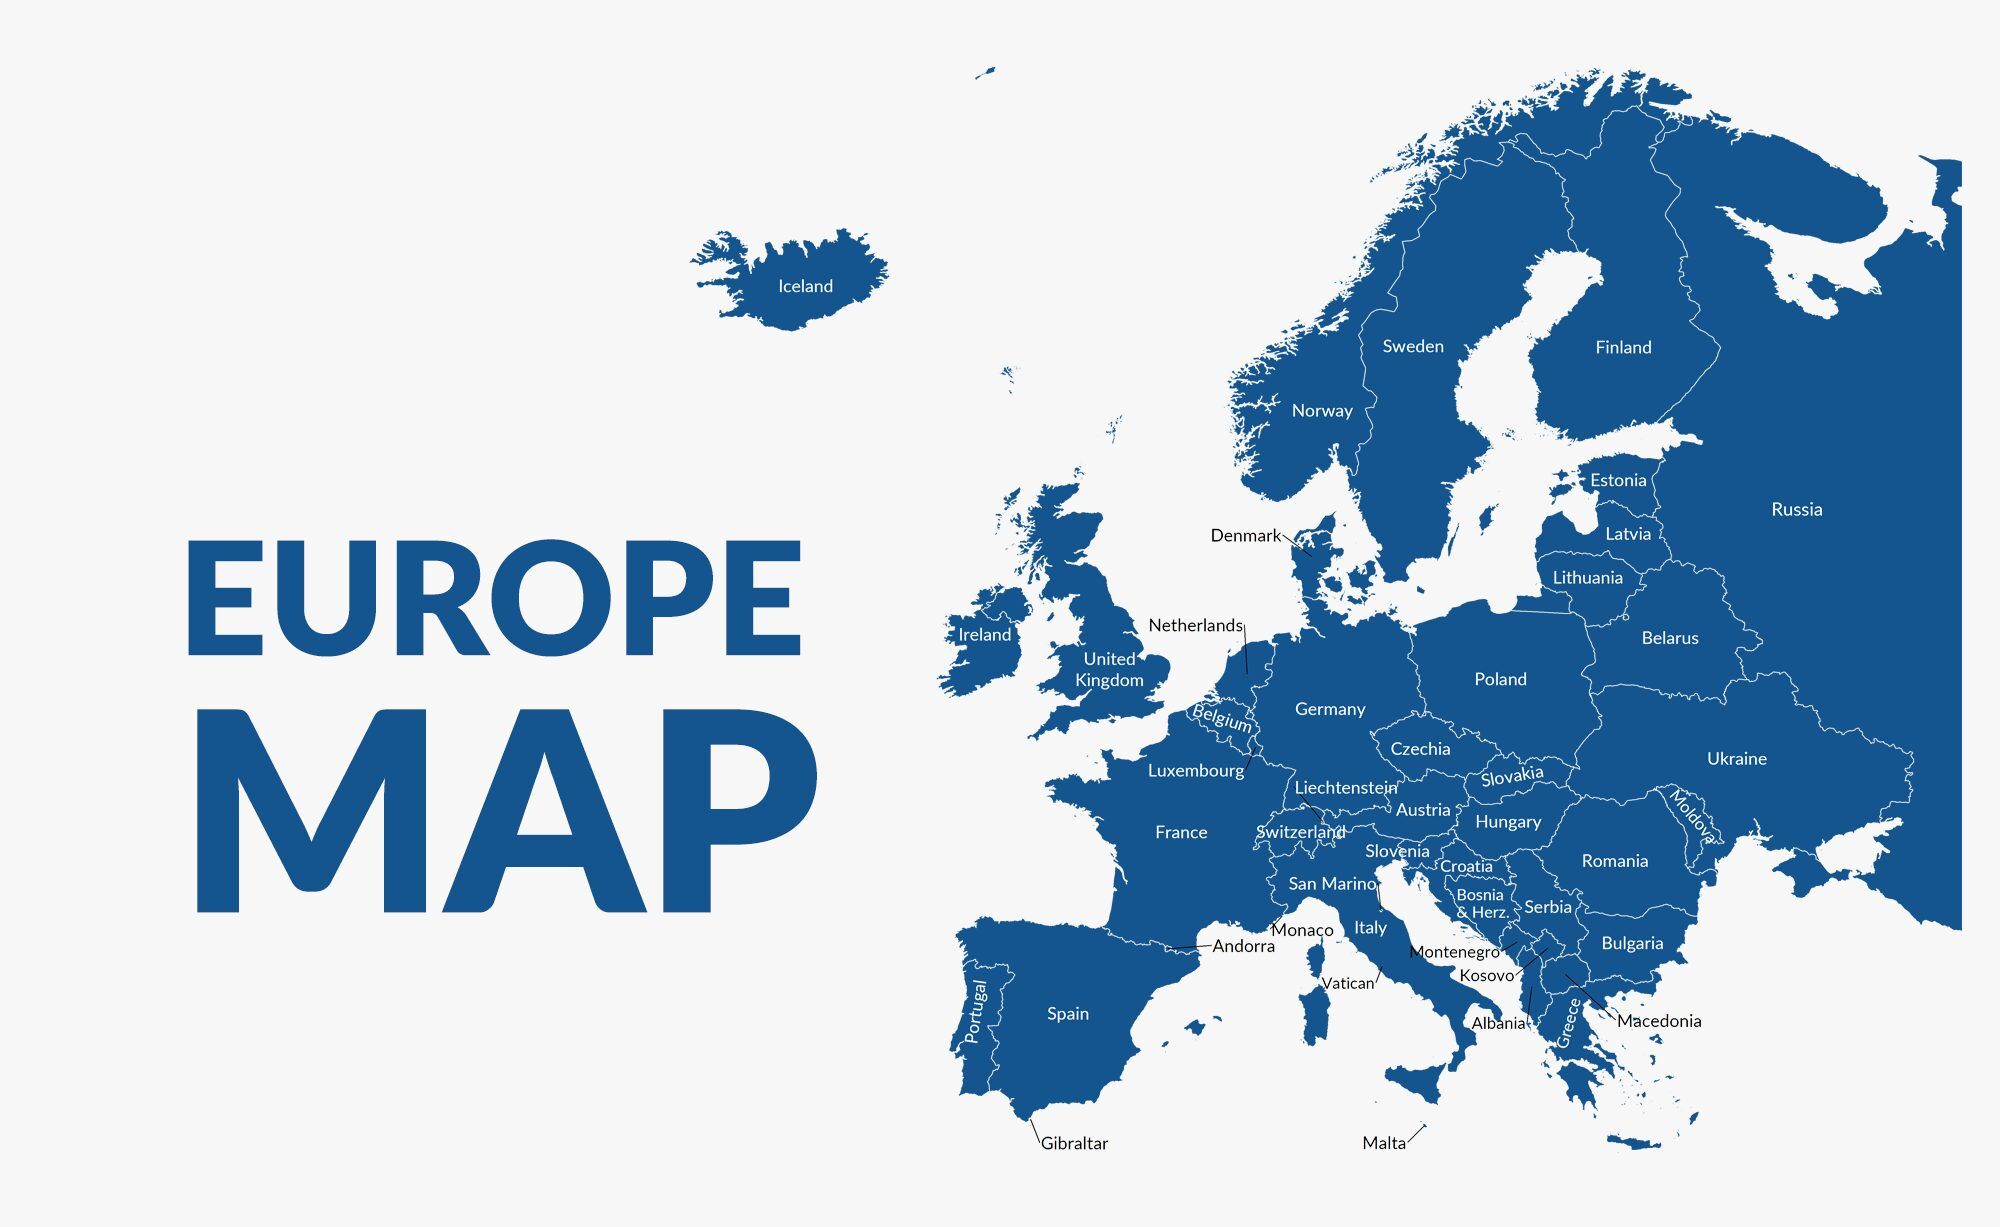 EUROPE
MAP
Iceland
Sweden
Finland
Norway
Estonia
Russia
Latvia
Denmark
Lithuania
Netherlands
Ireland
Belarus
United
Kingdom
Poland
Germany
Belgium
Czechia
Ukraine
Luxembourg
Slovakia
Liechtenstein
Austria
Moldova
Hungary
France
Switzerland
Slovenia
Romania
Croatia
San Marino
Bosnia
& Herz.
Serbia
Monaco
Italy
Bulgaria
Andorra
Montenegro
Kosovo
Vatican
Portugal
Spain
Albania
Greece
Macedonia
Gibraltar
Malta